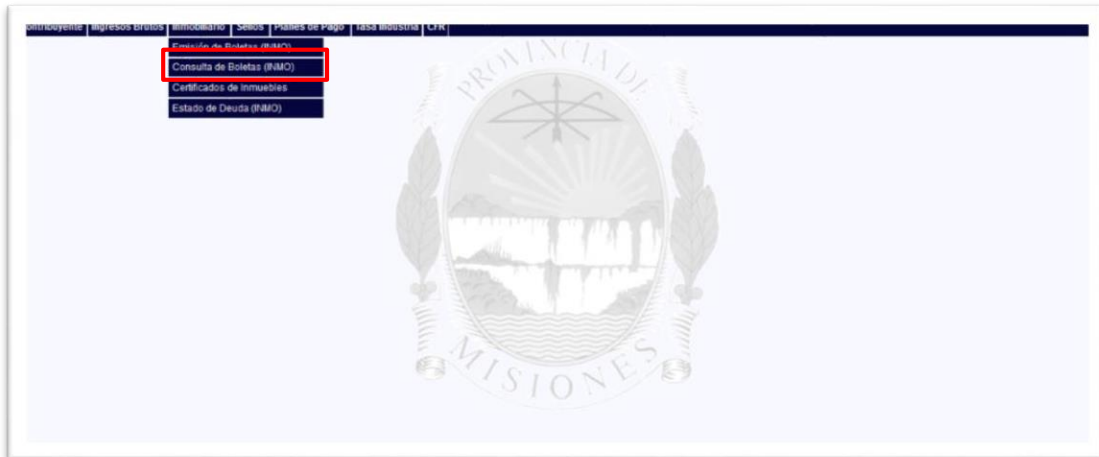 ontribuyente Ingresos Brutos Inmobiliario Sellos Planes de Pago Tasa Industria CFR
Emisión de Boletas (INMO)
Consulta de Boletas (INMO)
Certificados de Inmuebles
Estado de Deuda (INMO)
PROVINCIA DE
MISIONES